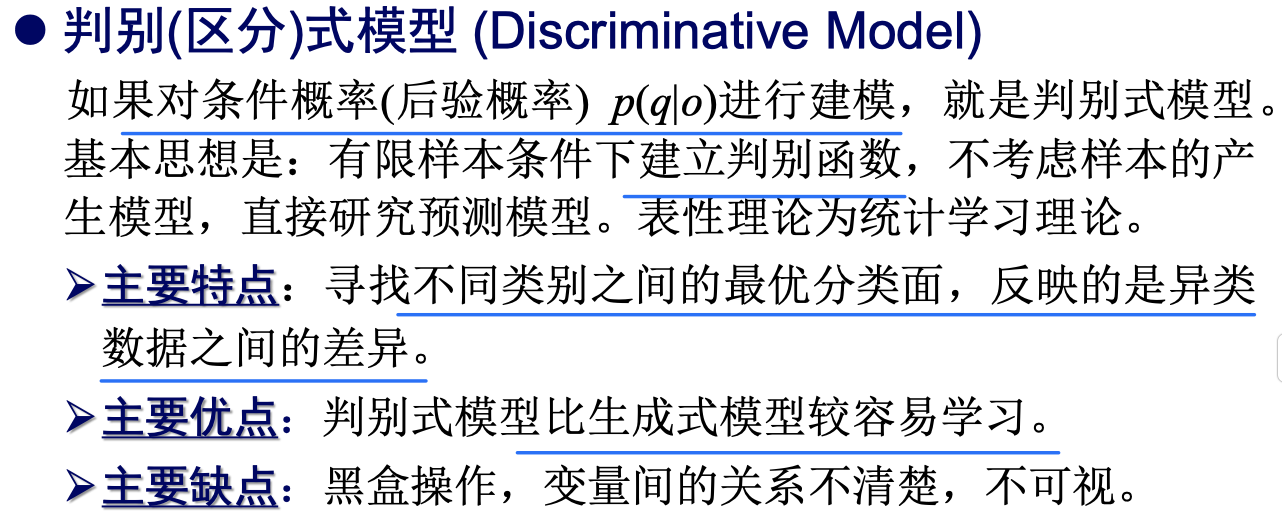 ● 判别(区分)式模型 (Discriminative Model)
如果对条件概率(后验概率) p(q|o)进行建模，就是判别式模型。
基本思想是：有限样本条件下建立判别函数，不考虑样本的产
生模型，直接研究预测模型。表性理论为统计学习理论。
➢主要特点：寻找不同类别之间的最优分类面，反映的是异类
数据之间的差异。
➢主要优点：判别式模型比生成式模型较容易学习。
➢主要缺点：黑盒操作，变量间的关系不清楚，不可视。